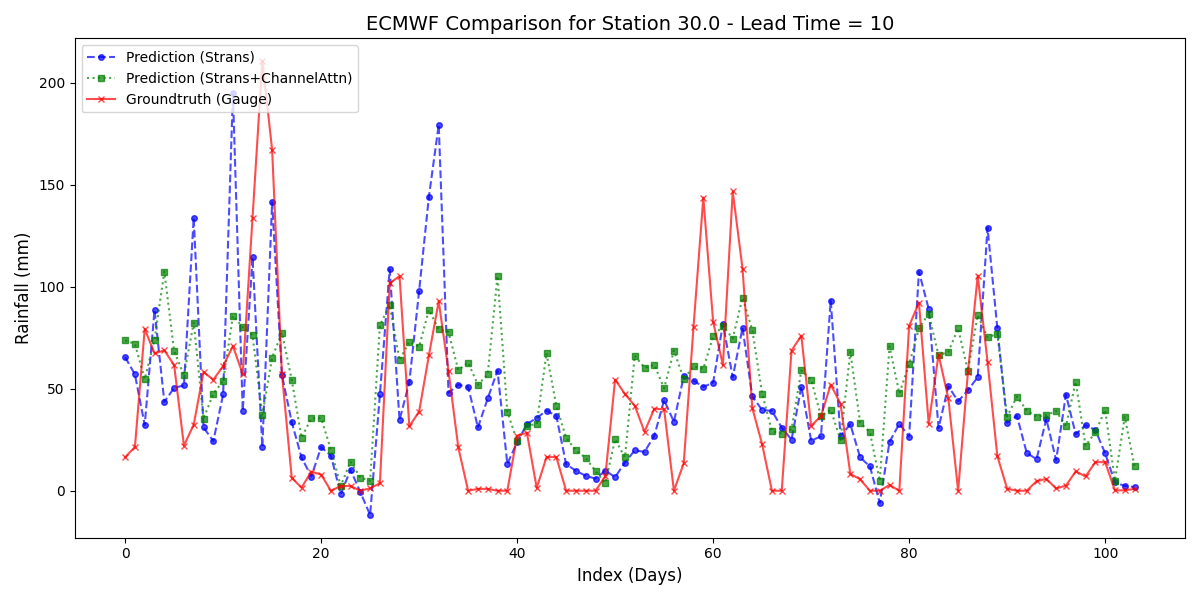 ECMWF Comparison for Station 30.0 - Lead Time = 10
Prediction (Strans)
Prediction (Strans+ChannelAttn)
Groundtruth (Gauge)
Rainfall (mm)
200
150
100
50
0
0 20 40 60 80 100
Index (Days)